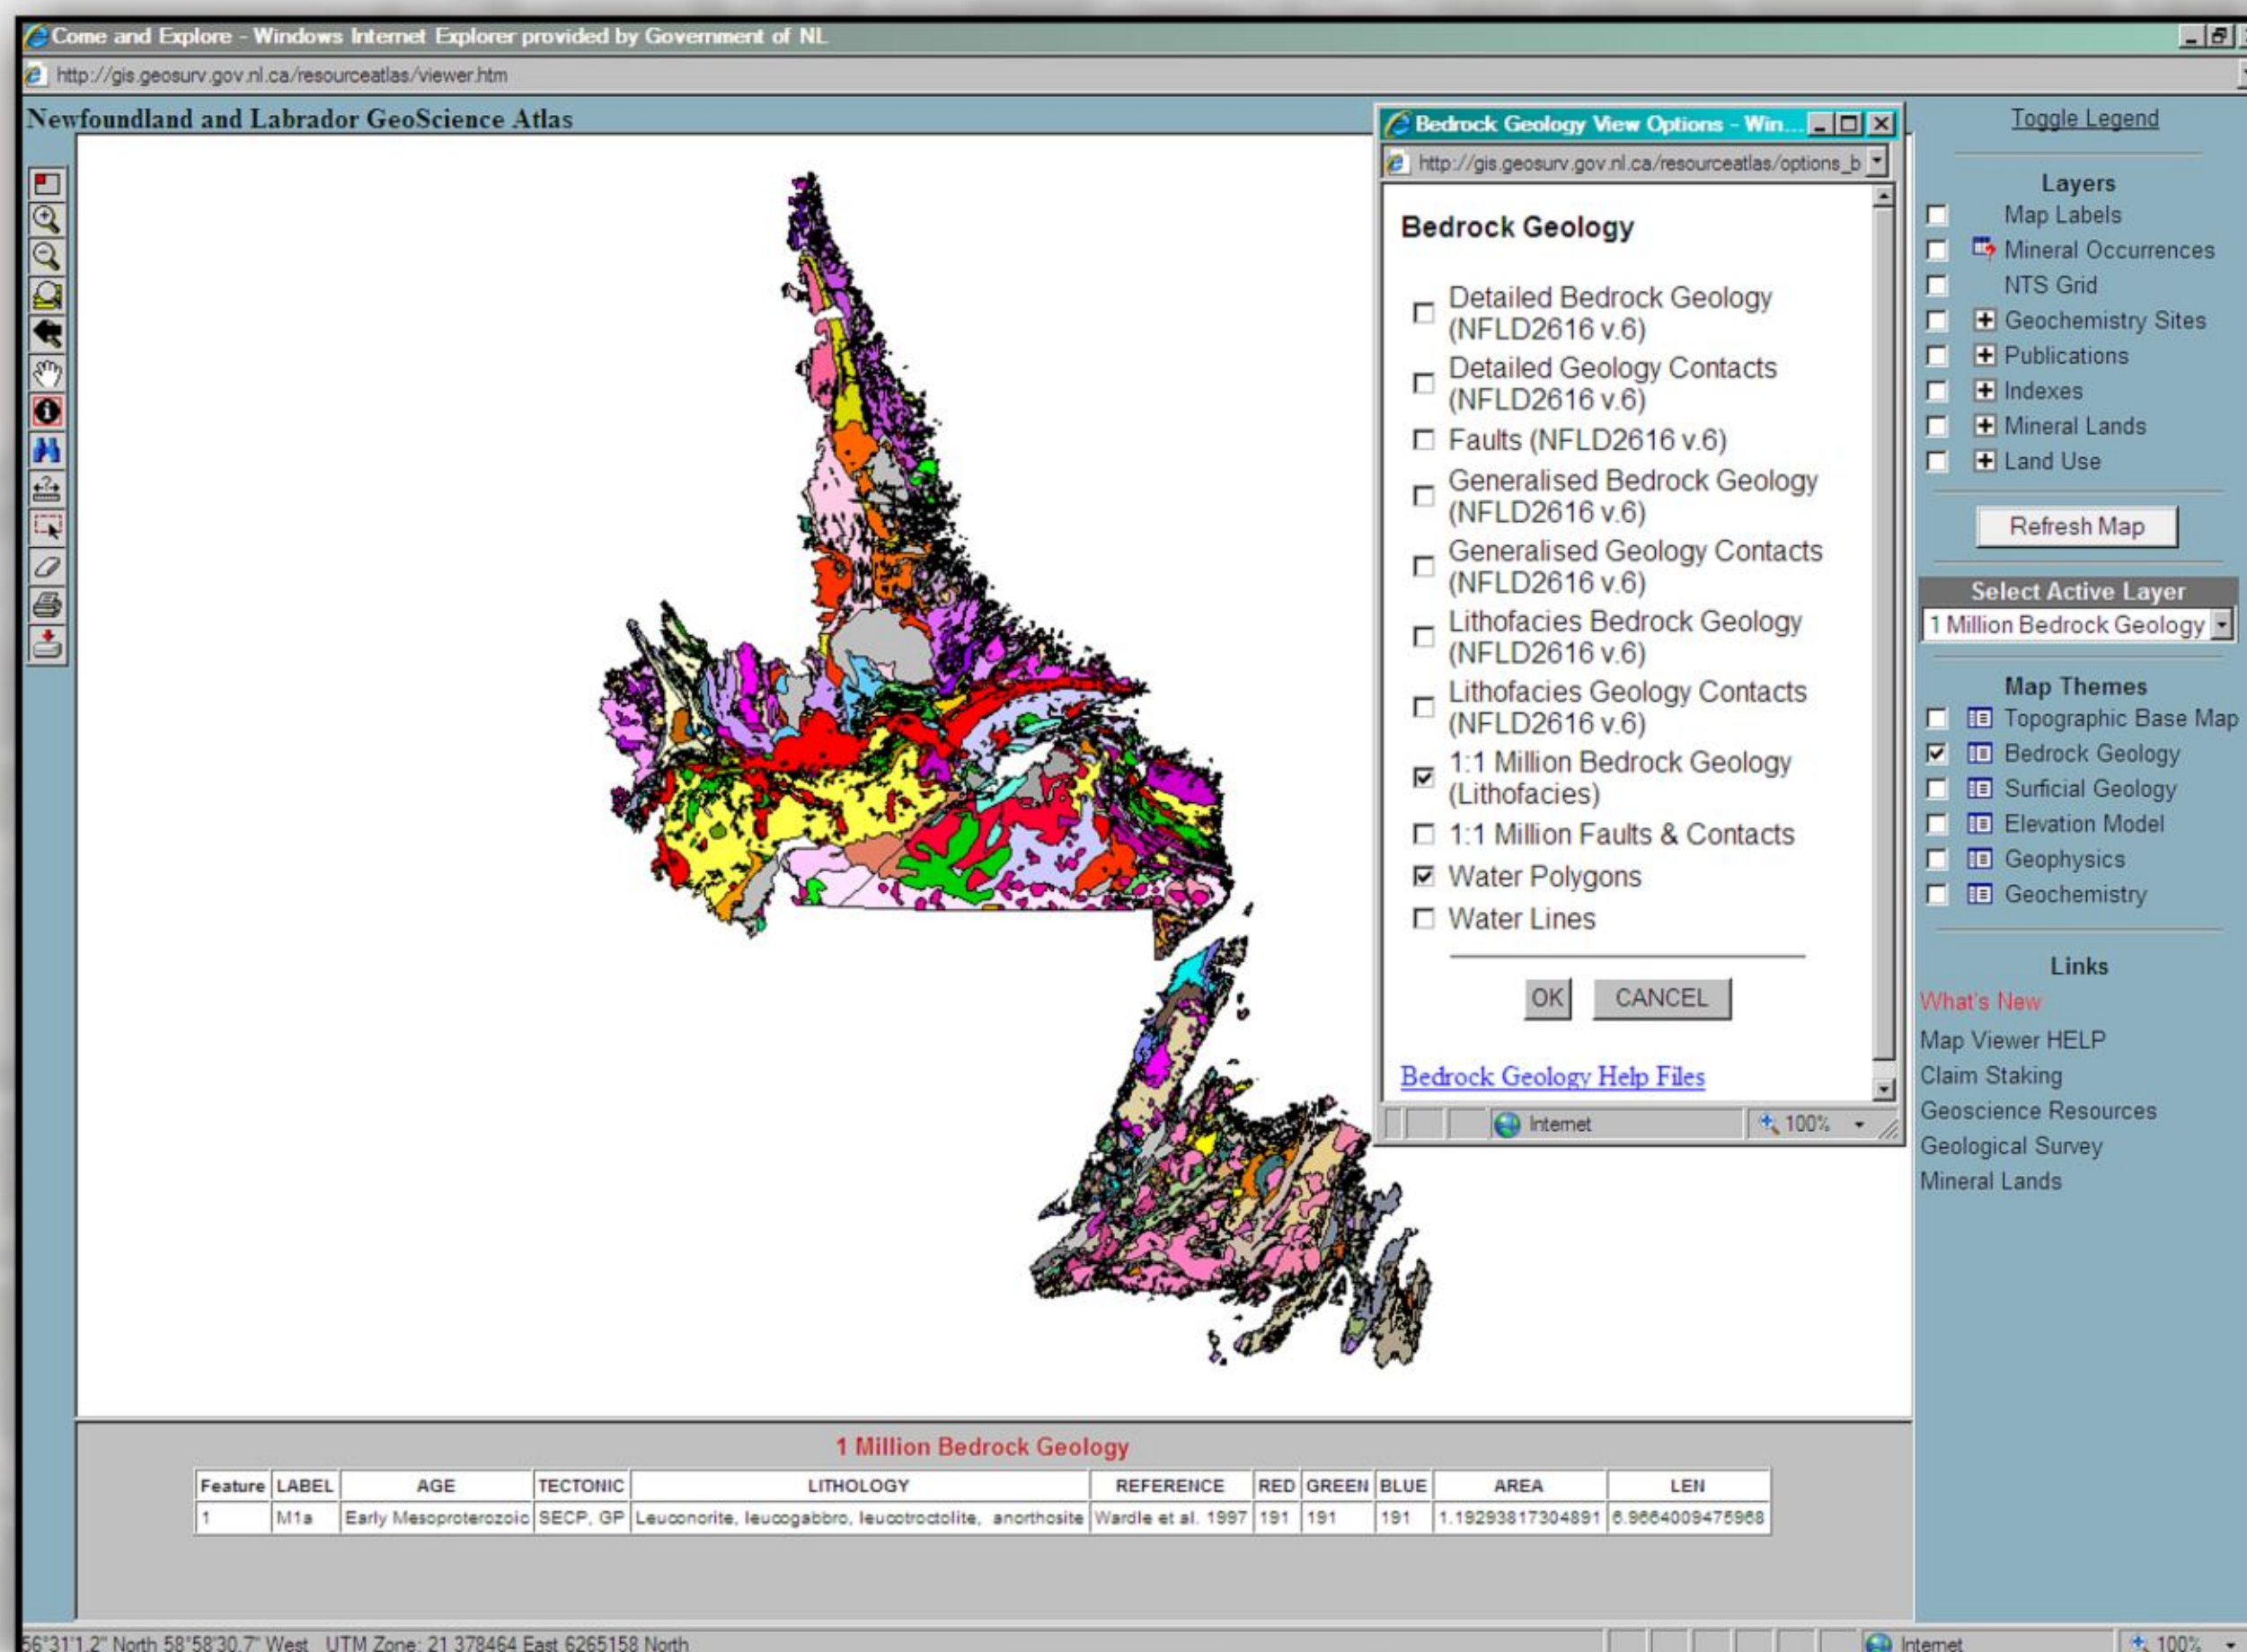 Come and Explore - Windows Internet Explorer provided by Government of NL
http://gis.geosurv.gov.nl.ca/resourceatlas/viewer.htm
Newfoundland and Labrador GeoScience Atlas
Bedrock Geology View Options - Win...
http://gis.geosurv.gov.nl.ca/resourceatlas/options_b
Bedrock Geology
Detailed Bedrock Geology
(NFLD2616 v.6)
Detailed Geology Contacts
(NFLD2616 v.6)
Faults (NFLD2616 v.6)
Generalised Bedrock Geology
(NFLD2616 v.6)
Generalised Geology Contacts
(NFLD2616 v.6)
Lithofacies Bedrock Geology
(NFLD2616 v.6)
Lithofacies Geology Contacts
(NFLD2616 v.6)
1:1 Million Bedrock Geology
(Lithofacies)
1:1 Million Faults & Contacts
Water Polygons
Water Lines
OK CANCEL
Bedrock Geology Help Files
Internet 100%
Toggle Legend
Layers
Map Labels
Mineral Occurrences
NTS Grid
Geochemistry Sites
Publications
Indexes
Mineral Lands
Land Use
Refresh Map
Select Active Layer
1 Million Bedrock Geology
Map Themes
Topographic Base Map
Bedrock Geology
Surficial Geology
Elevation Model
Geophysics
Geochemistry
Links
What's New
Map Viewer HELP
Claim Staking
Geoscience Resources
Geological Survey
Mineral Lands
1 Million Bedrock Geology
Feature LABEL AGE TECTONIC LITHOLOGY REFERENCE RED GREEN BLUE AREA LEN
1 M1a Early Mesoproterozoic SECP, GP Leuconorite, leucogabbro, leucotroctolite, anorthosite Wardle et al. 1997 191 191 191 1.19293817304891 6.9664009475968
56°31'1.2" North 58°58'30.7" West UTM Zone: 21 378464 East 6265158 North
Internet 100%